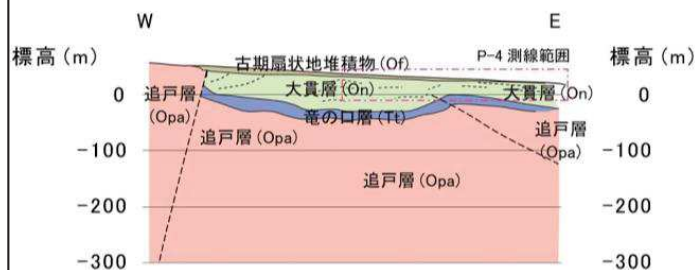 W E
標高(m) 標高(m)
古期扇状地堆積物(Of)
P-4 測線範囲
0 追戸層(Opa) 大貫層(On) 大貫層(On) 0
竜の口層(Tt)
追戸層(Opa) 追戸層(Opa)
-100 -100
追戸層(Opa)
-200 -200
-300 -300